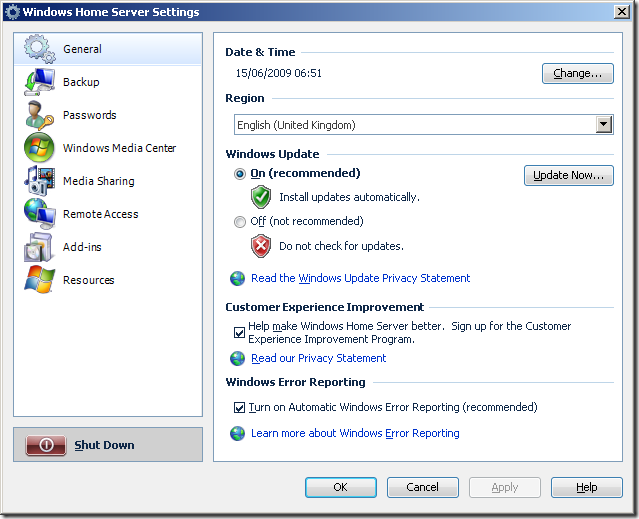 Windows Home Server Settings
General
Backup
Passwords
Windows Media Center
Media Sharing
Remote Access
Add-ins
Resources
Shut Down
Date & Time
15/06/2009 06:51
Change...
Region
English (United Kingdom)
Windows Update
On (recommended)
Update Now...
Install updates automatically.
Off (not recommended)
Do not check for updates.
Read the Windows Update Privacy Statement
Customer Experience Improvement
Help make Windows Home Server better. Sign up for the Customer
Experience Improvement Program.
Read our Privacy Statement
Windows Error Reporting
Turn on Automatic Windows Error Reporting (recommended)
Learn more about Windows Error Reporting
OK
Cancel
Apply
Help